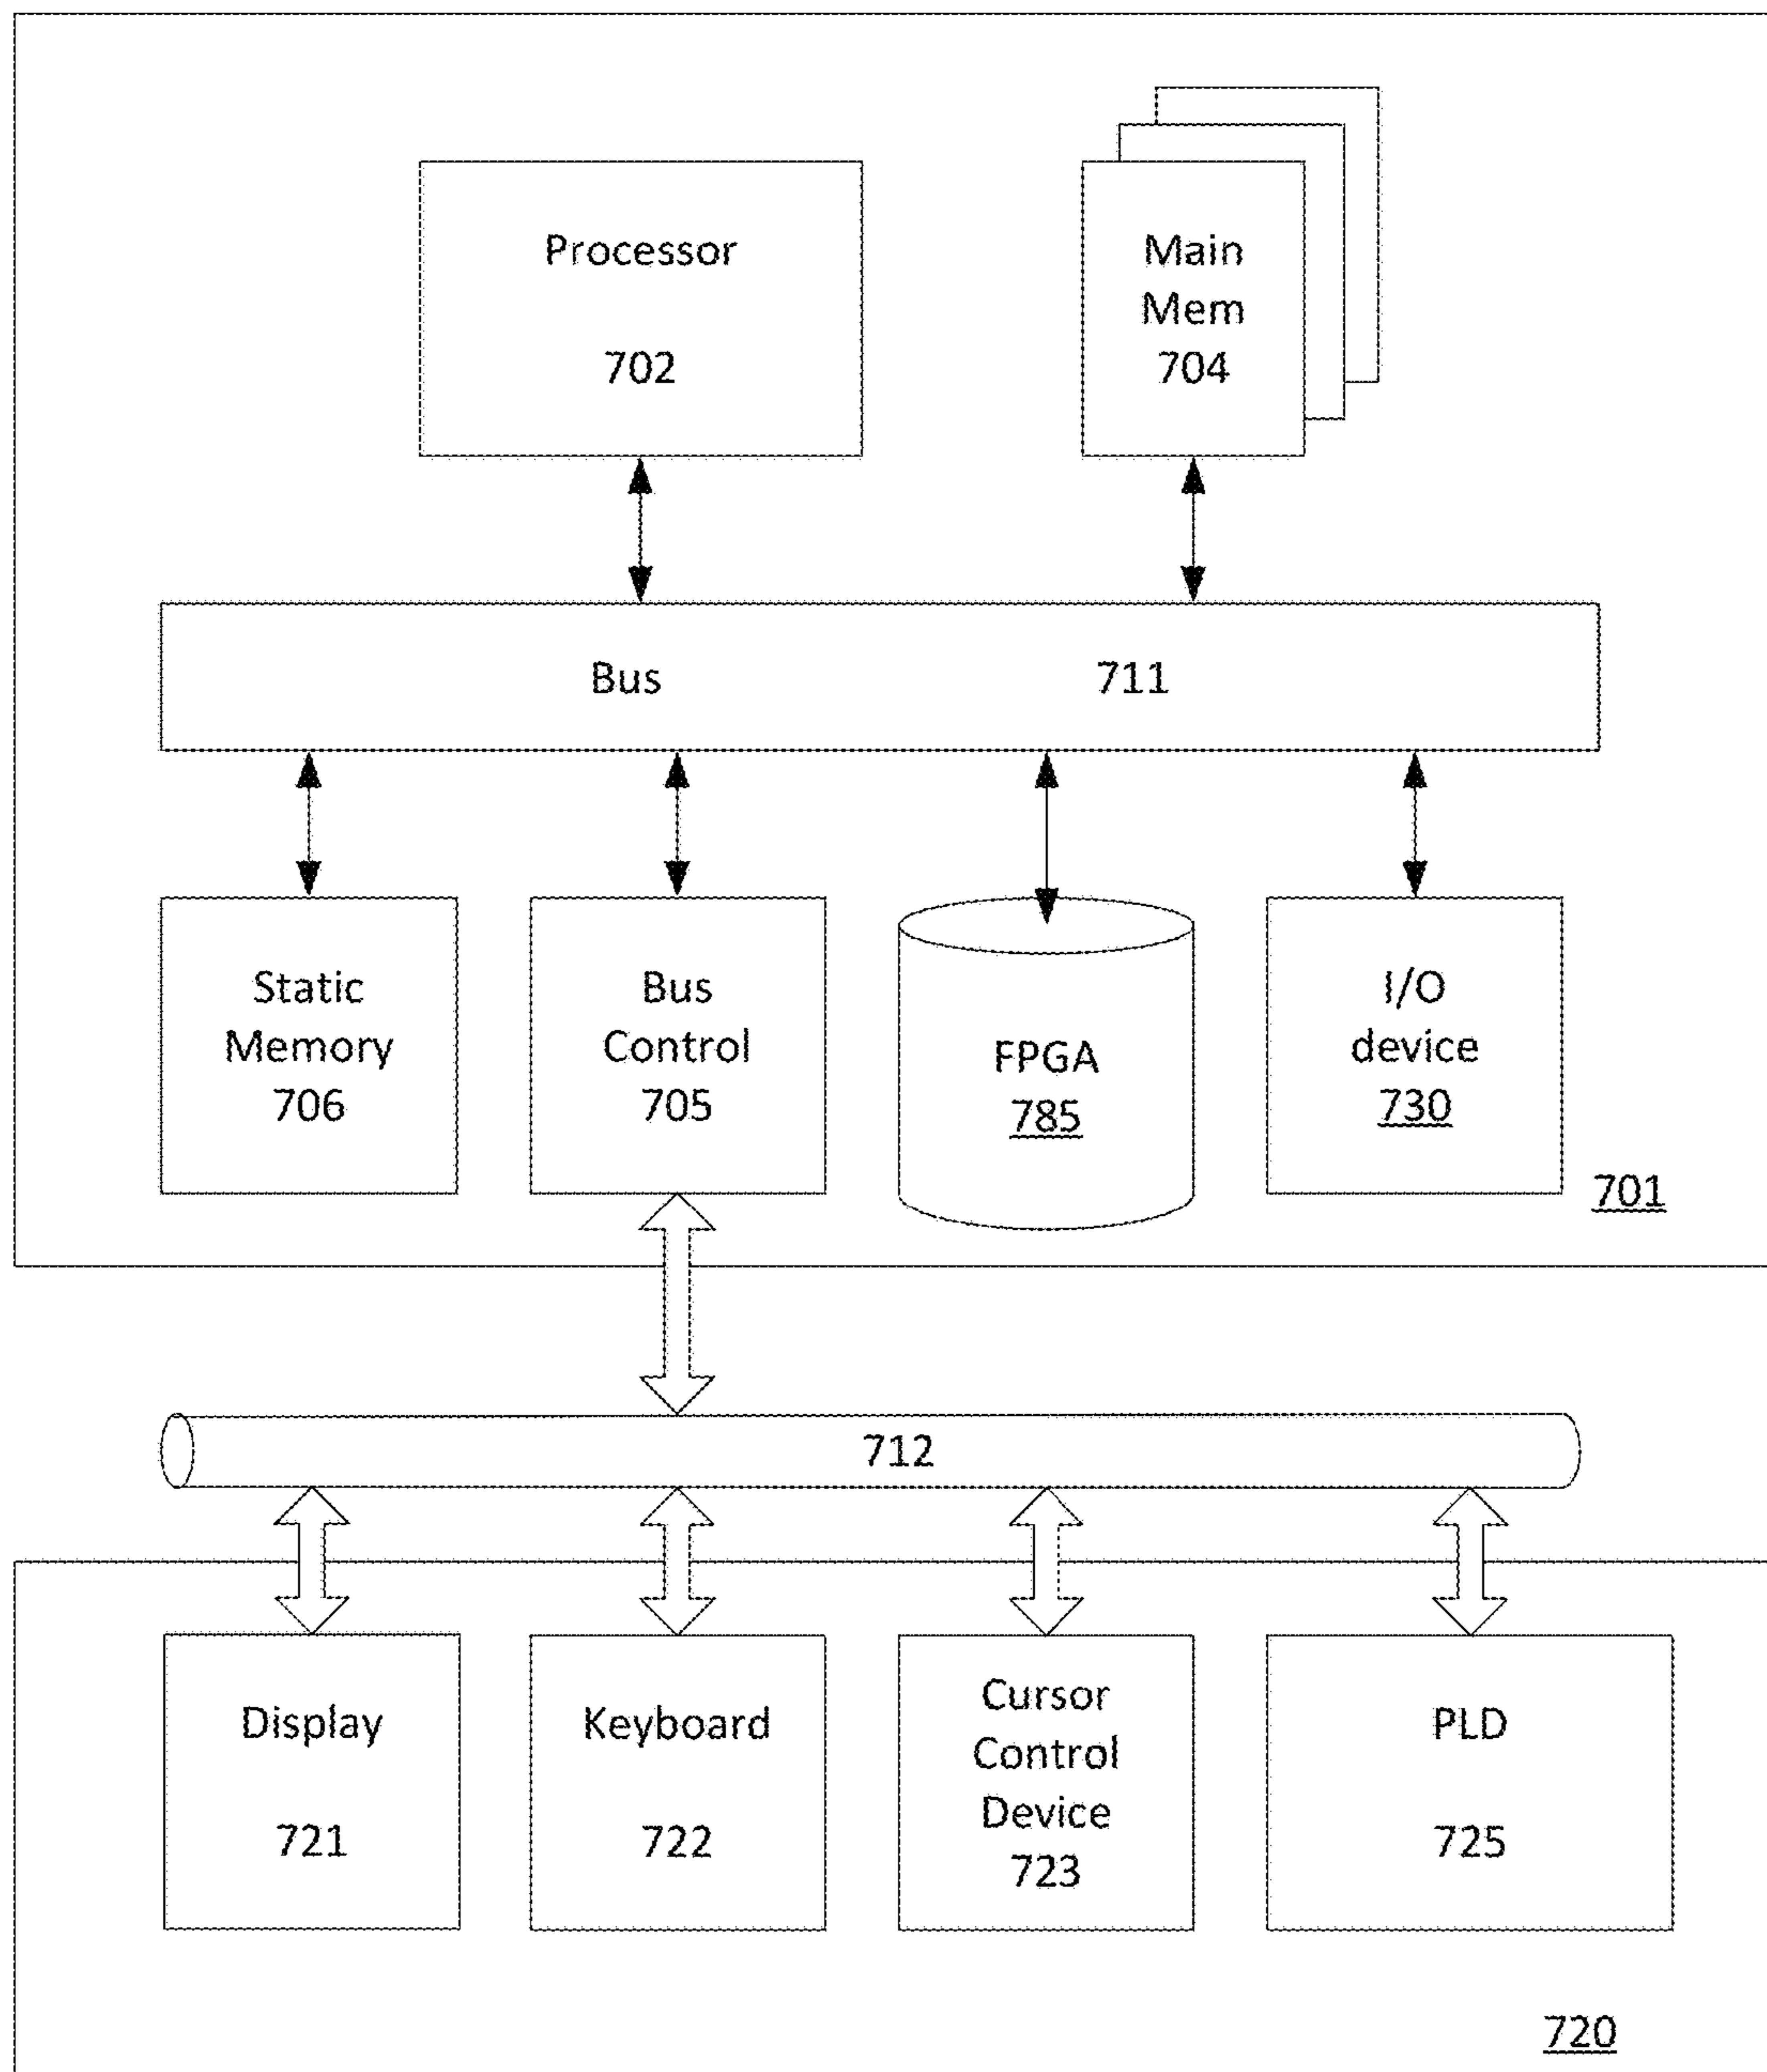 Processor
702
Main
Mem
704
Bus 711
Static
Memory
706
Bus
Control
705
FPGA
785
I/O
device
730
701
712
Display
721
Keyboard
722
Cursor
Control
Device
723
PLD
725
720